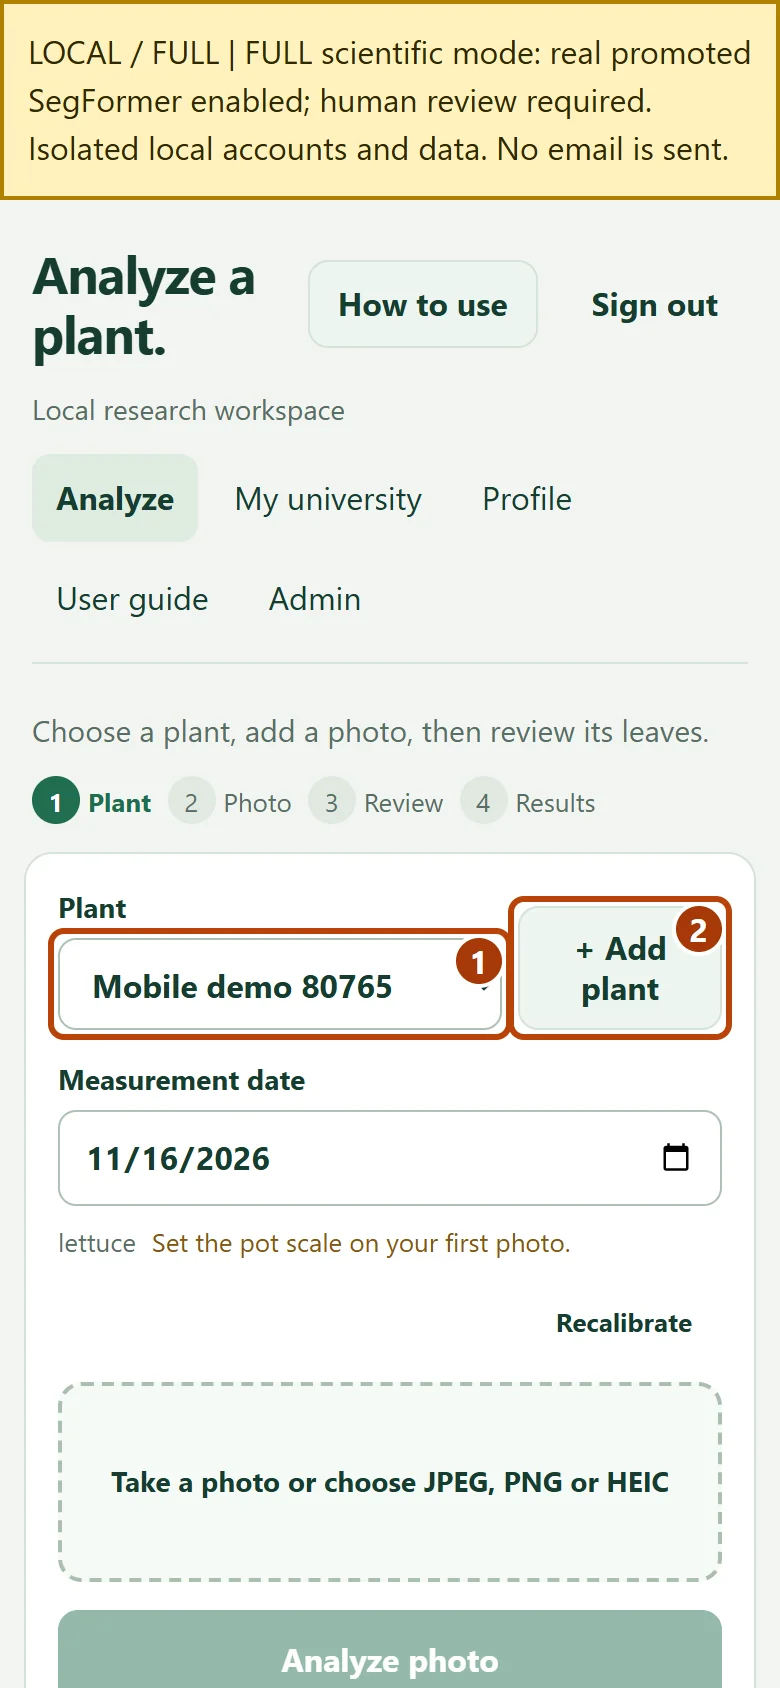 LOCAL / FULL | FULL scientific mode: real promoted
SegFormer enabled; human review required.
Isolated local accounts and data. No email is sent.
Analyze a
plant.
How to use
Sign out
Local research workspace
Analyze
My university
Profile
User guide
Admin
Choose a plant, add a photo, then review its leaves.
1 Plant
2 Photo
3 Review
4 Results
Plant
Mobile demo 80765
1
+ Add
plant
2
Measurement date
11/16/2026
lettuce Set the pot scale on your first photo.
Recalibrate
Take a photo or choose JPEG, PNG or HEIC
Analyze photo